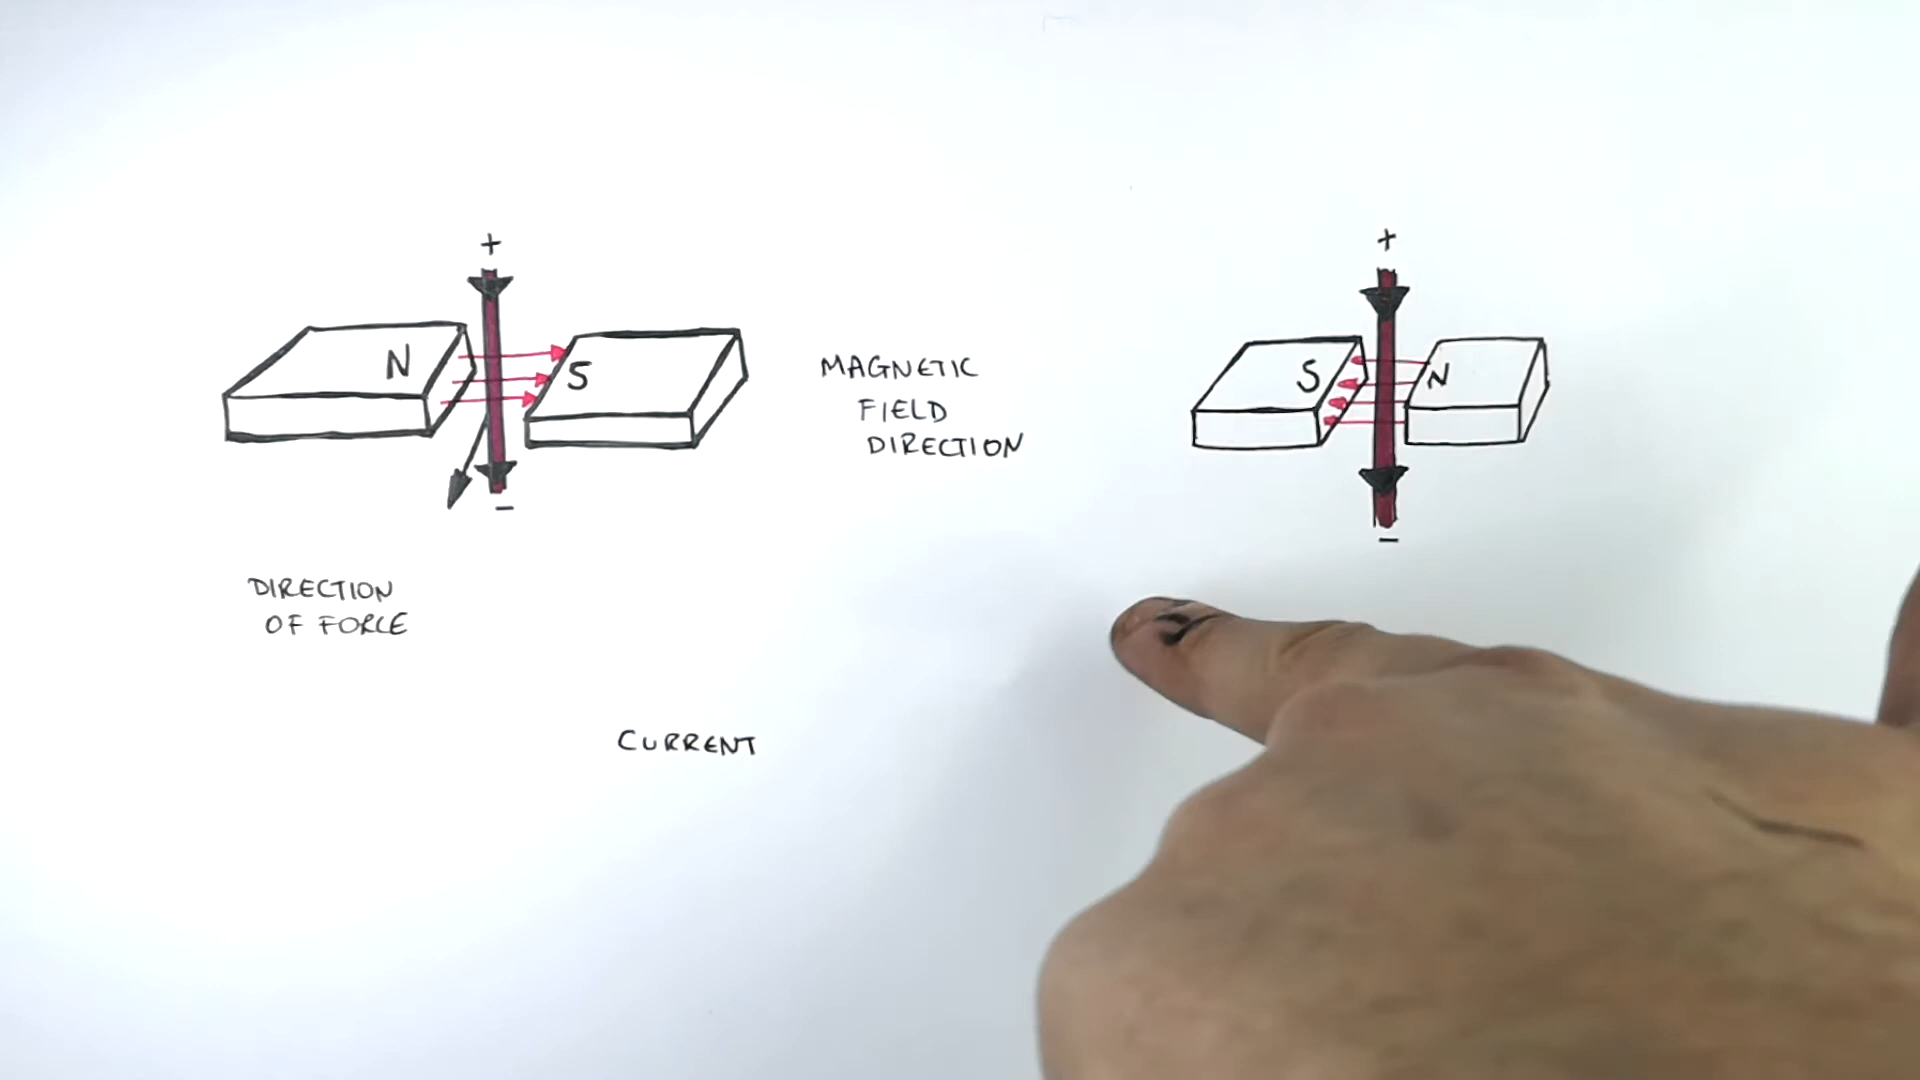 +
N
S
-
MAGNETIC
FIELD
DIRECTION
DIRECTION
OF FORCE
CURRENT
+
S
N
-